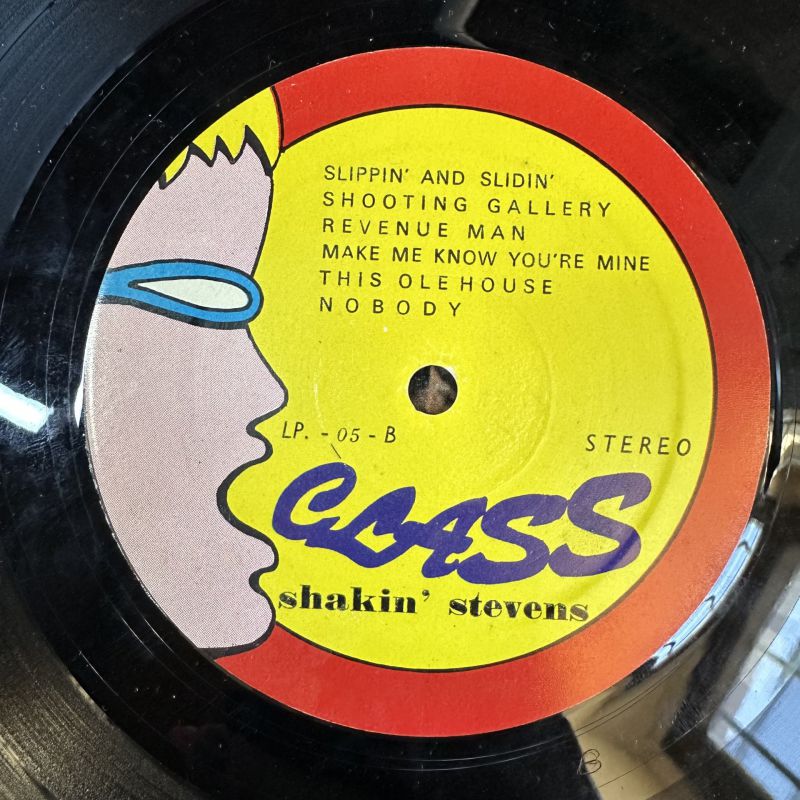 SLIPPIN' AND SLIDIN'
SHOOTING GALLERY
REVENUE MAN
MAKE ME KNOW YOU'RE MINE
THIS OLE HOUSE
NOBODY
LP. - 05 - B
STEREO
CLASS
shakin' stevens
B